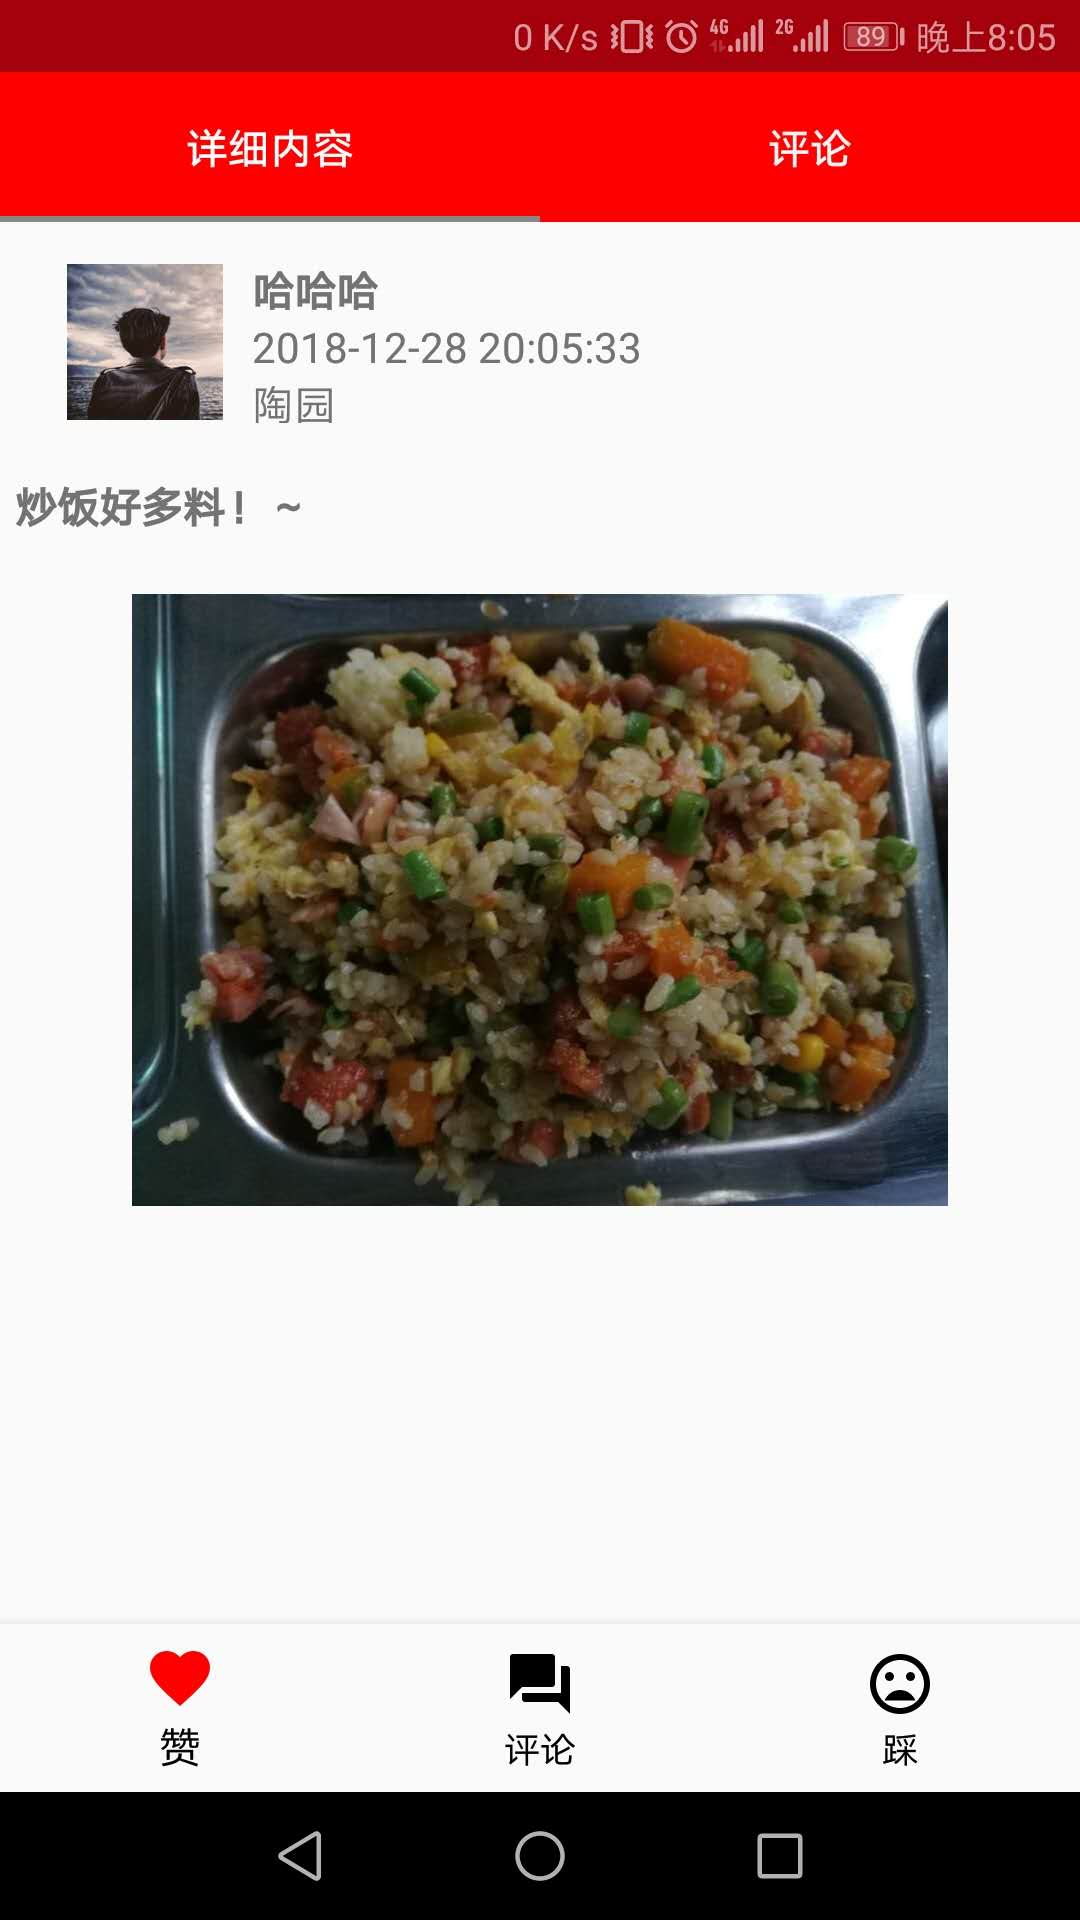 0 K/s 4G 2G 89 晚上8:05
详细内容 评论
哈哈哈
2018-12-28 20:05:33
陶园
炒饭好多料！~
赞 评论 踩